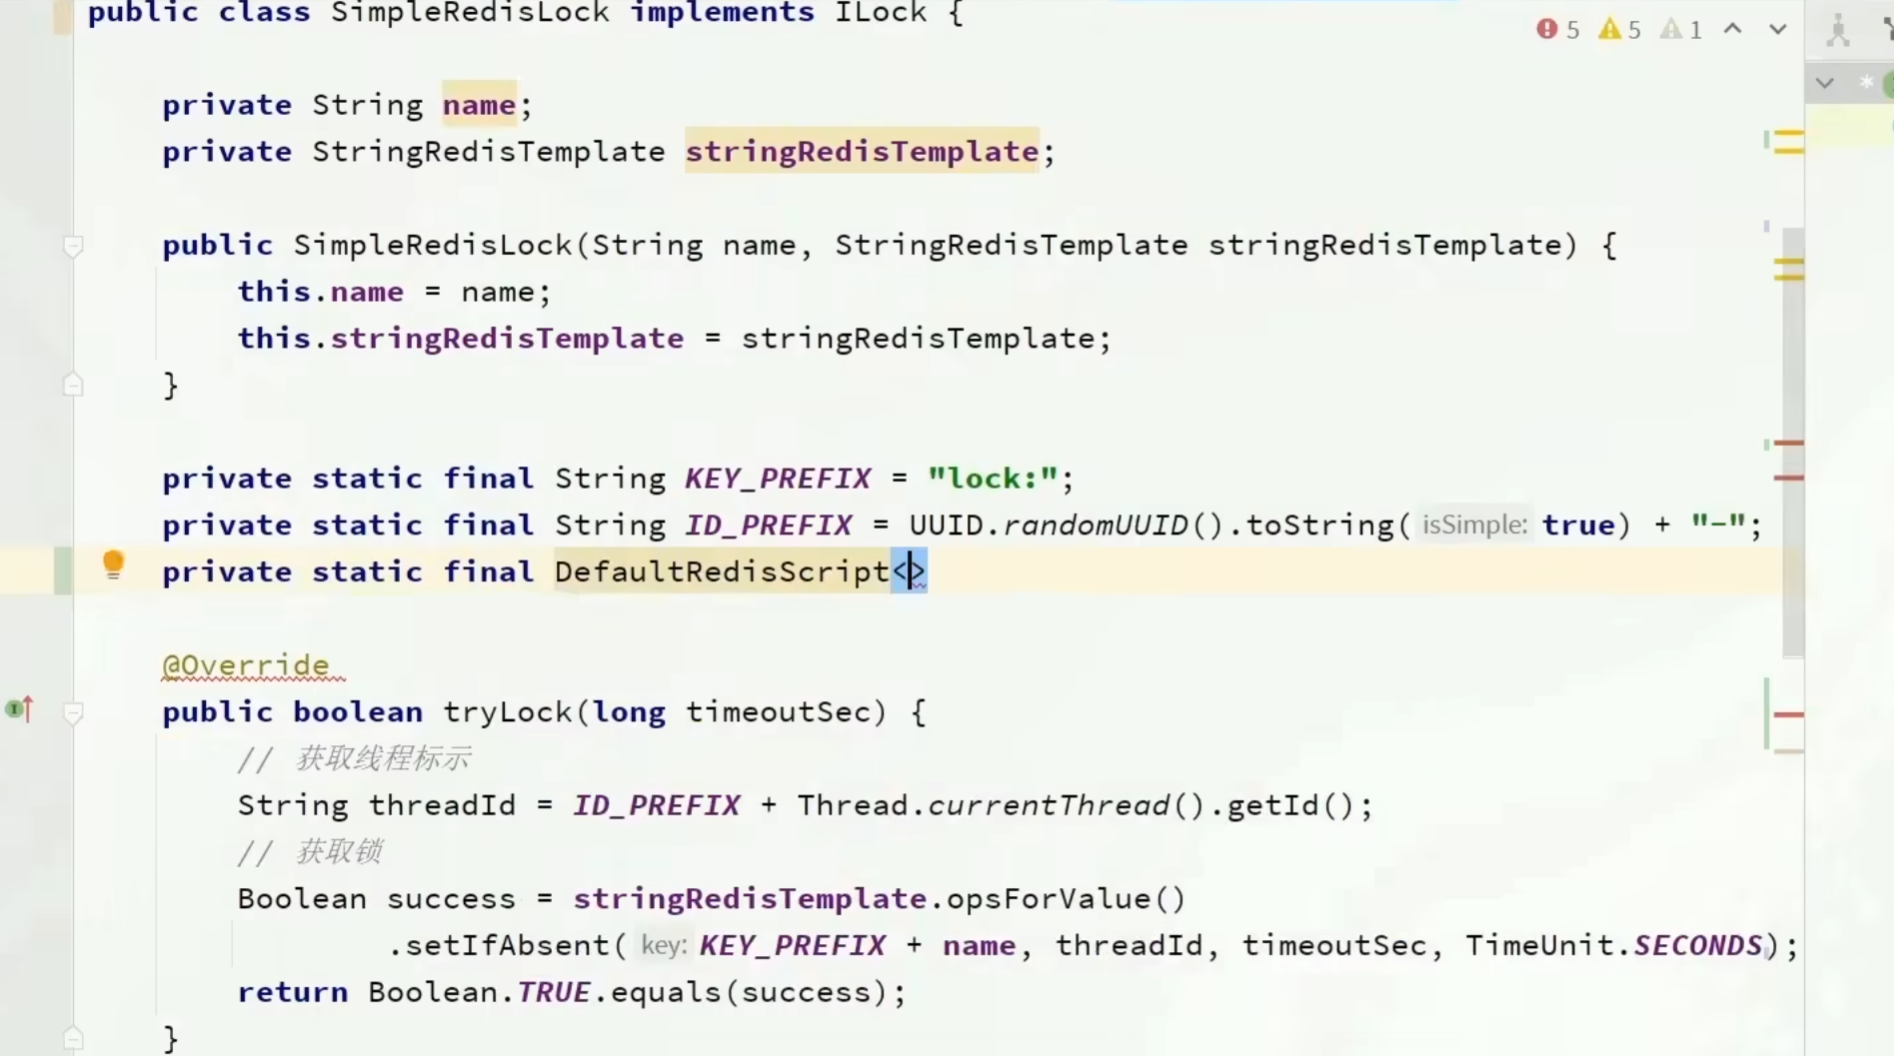 public class SimpleRedisLock implements ILock {
5 5 1
private String name;
private StringRedisTemplate stringRedisTemplate;
public SimpleRedisLock(String name, StringRedisTemplate stringRedisTemplate) {
this.name = name;
this.stringRedisTemplate = stringRedisTemplate;
}
private static final String KEY_PREFIX = "lock:";
private static final String ID_PREFIX = UUID.randomUUID().toString( isSimple: true) + "-";
private static final DefaultRedisScript<>
@Override
public boolean tryLock(long timeoutSec) {
// 获取线程标示
String threadId = ID_PREFIX + Thread.currentThread().getId();
// 获取锁
Boolean success = stringRedisTemplate.opsForValue()
.setIfAbsent( key: KEY_PREFIX + name, threadId, timeoutSec, TimeUnit.SECONDS);
return Boolean.TRUE.equals(success);
}